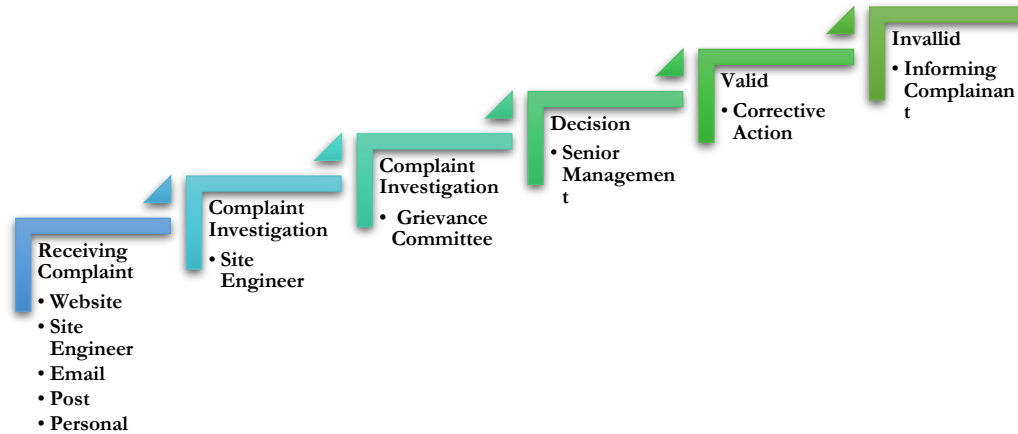 Receiving
Complaint
• Website
• Site
Engineer
• Email
• Post
• Personal
Complaint
Investigation
• Site
Engineer
Complaint
Investigation
• Grievance
Committee
Decision
• Senior
Managemen
t
Valid
• Corrective
Action
Invallid
• Informing
Complainan
t